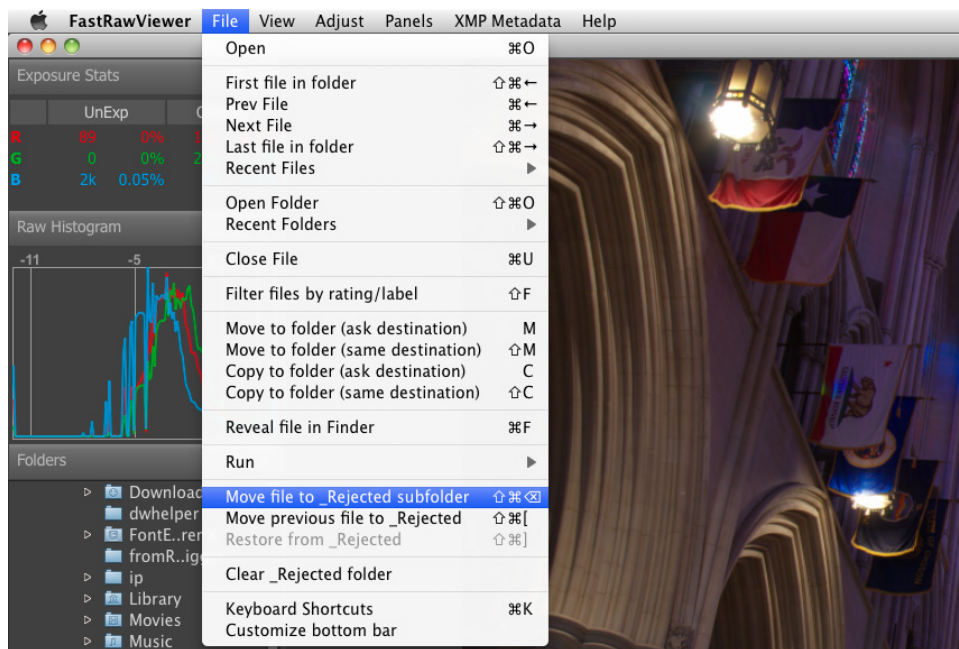 FastRawViewer File View Adjust Panels XMP Metadata Help
Exposure Stats
UnExp
R 89 0%
G 0 0% 2
B 2k 0.05%
Raw Histogram
-11 -5
Folders
Download
dwhelper
FontE..rer
fromR..igg
ip
Library
Movies
Music
Open ⌘O
First file in folder ⇧⌘←
Prev File ⌘←
Next File ⌘→
Last file in folder ⇧⌘→
Recent Files ▶
Open Folder ⇧⌘O
Recent Folders ▶
Close File ⌘U
Filter files by rating/label ⇧F
Move to folder (ask destination) M
Move to folder (same destination) ⇧M
Copy to folder (ask destination) C
Copy to folder (same destination) ⇧C
Reveal file in Finder ⌘F
Run ▶
Move file to _Rejected subfolder ⇧⌘⌫
Move previous file to _Rejected ⇧⌘[
Restore from _Rejected ⇧⌘]
Clear _Rejected folder
Keyboard Shortcuts ⌘K
Customize bottom bar